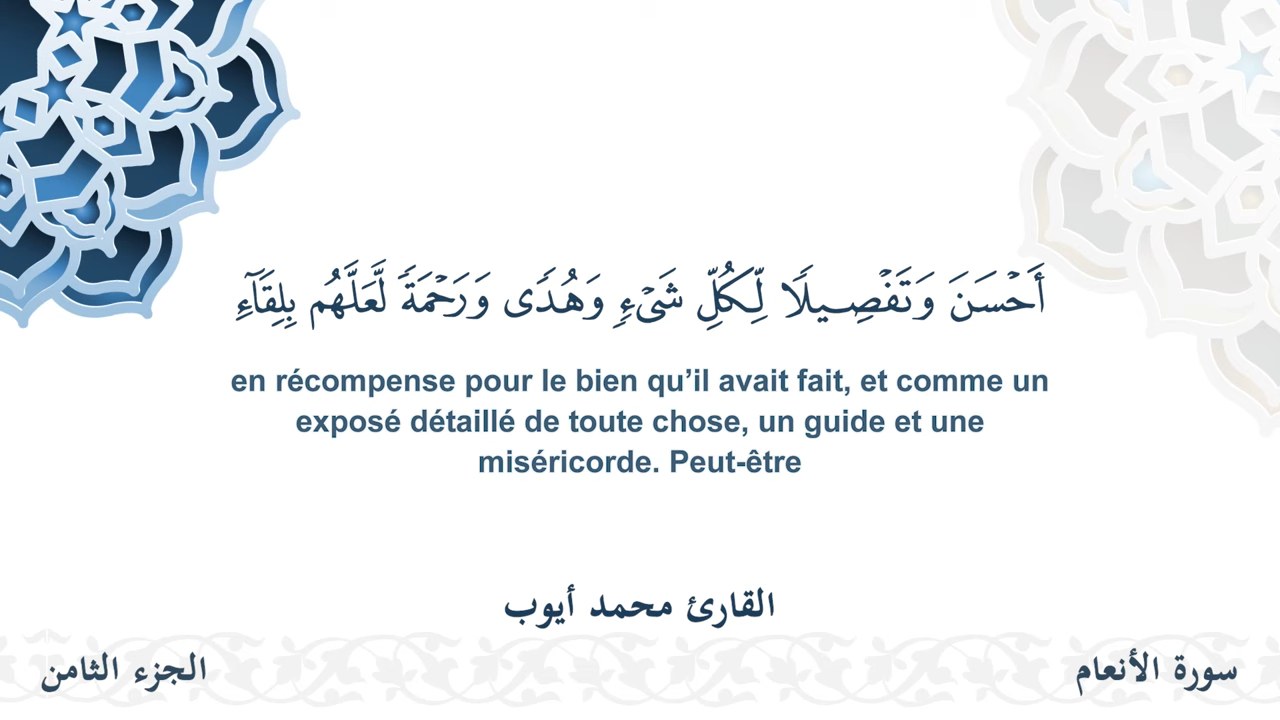 أَحۡسَنَ وَتَفۡصِيلٗا لِّكُلِّ شَيۡءٖ وَهُدٗى وَرَحۡمَةٗ لَّعَلَّهُم بِلِقَآءِ
en récompense pour le bien qu’il avait fait, et comme un
exposé détaillé de toute chose, un guide et une
miséricorde. Peut-être
القارئ محمد أيوب
سورة الأنعام
الجزء الثامن